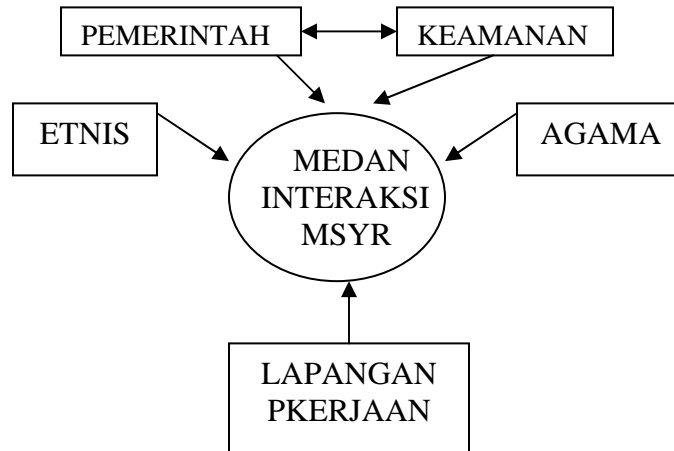 PEMERINTAH
KEAMANAN
ETNIS
AGAMA
MEDAN
INTERAKSI
MSYR
LAPANGAN
PKERJAAN